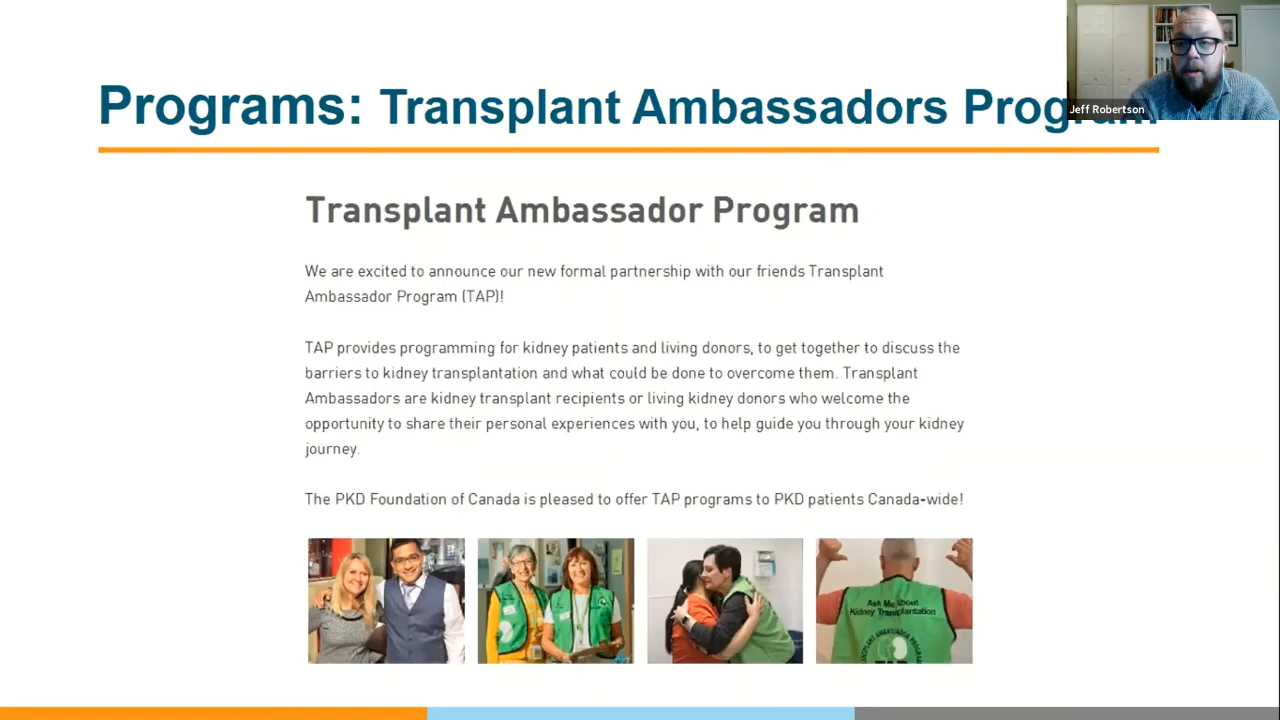 Programs: Transplant Ambassadors Program
Jeff Robertson
Transplant Ambassador Program
We are excited to announce our new formal partnership with our friends Transplant
Ambassador Program (TAP)!
TAP provides programming for kidney patients and living donors, to get together to discuss the
barriers to kidney transplantation and what could be done to overcome them. Transplant
Ambassadors are kidney transplant recipients or living kidney donors who welcome the
opportunity to share their personal experiences with you, to help guide you through your kidney
journey.
The PKD Foundation of Canada is pleased to offer TAP programs to PKD patients Canada-wide!
Ask Me About
Kidney Transplantation